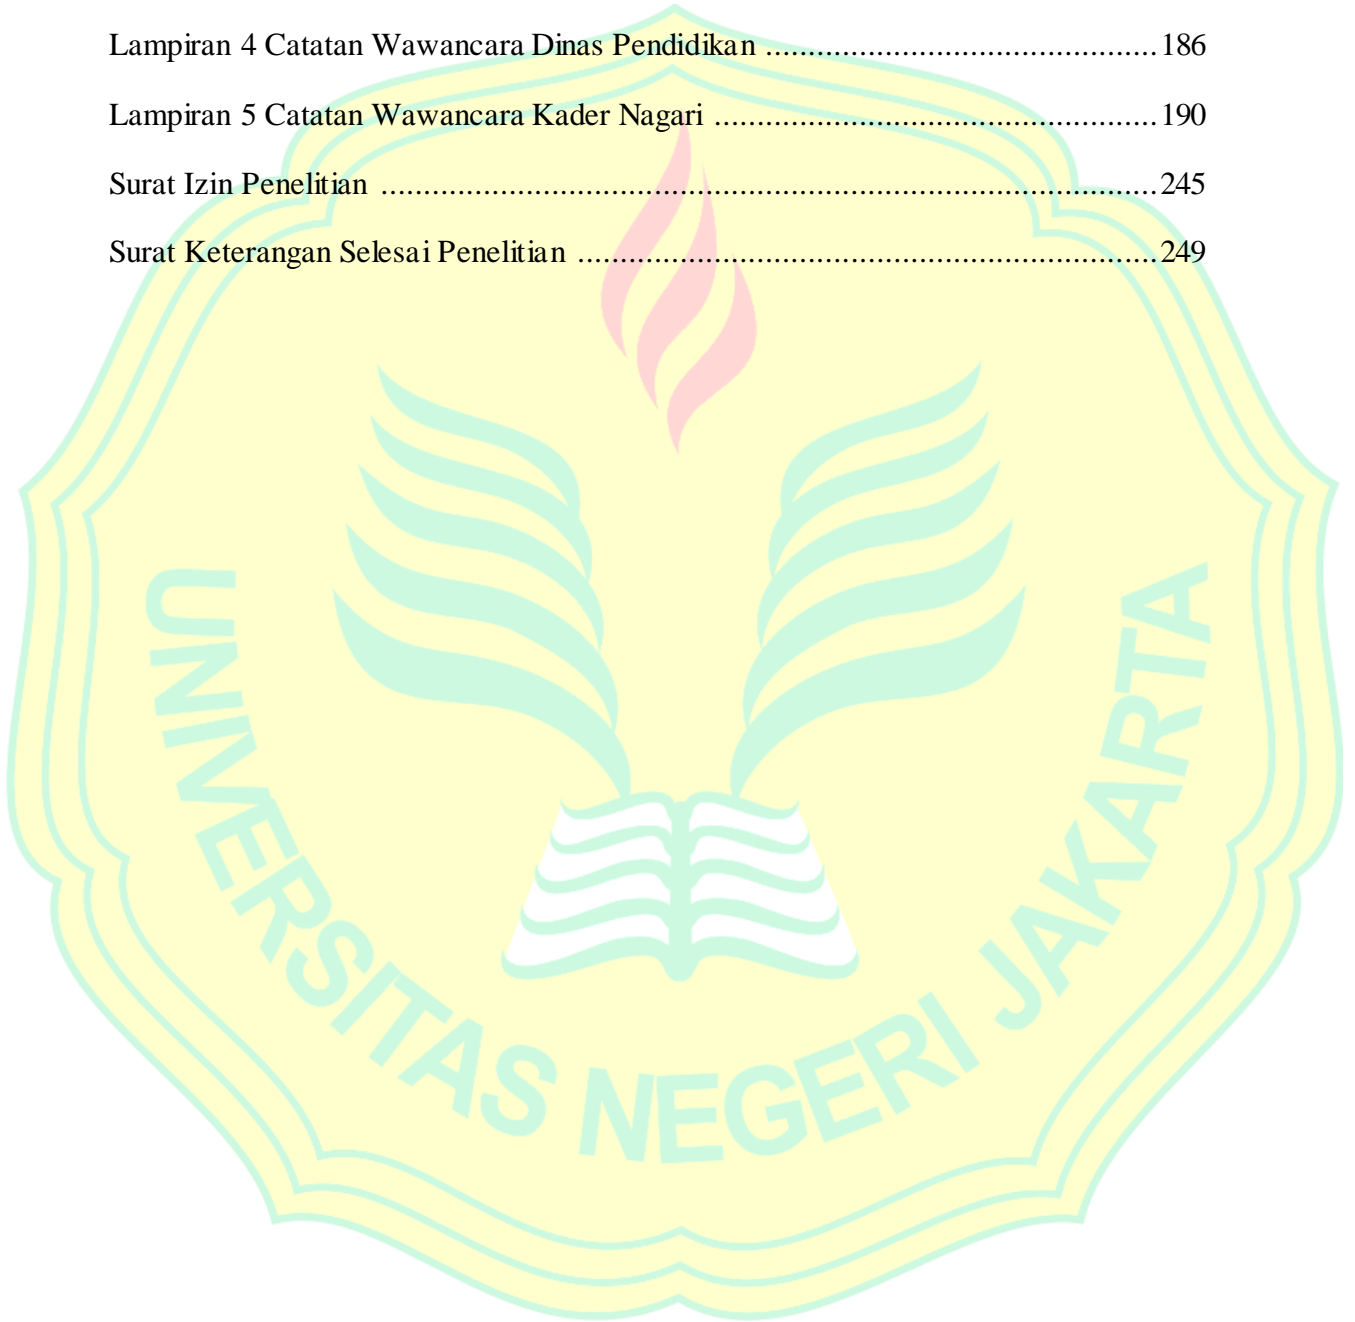 Lampiran 4 Catatan Wawancara Dinas Pendidikan ............................................. 186
Lampiran 5 Catatan Wawancara Kader Nagari ................................................... 190
Surat Izin Penelitian .......................................................................................... 245
Surat Keterangan Selesai Penelitian ................................................................... 249
UNIVERSITAS NEGERI JAKARTA